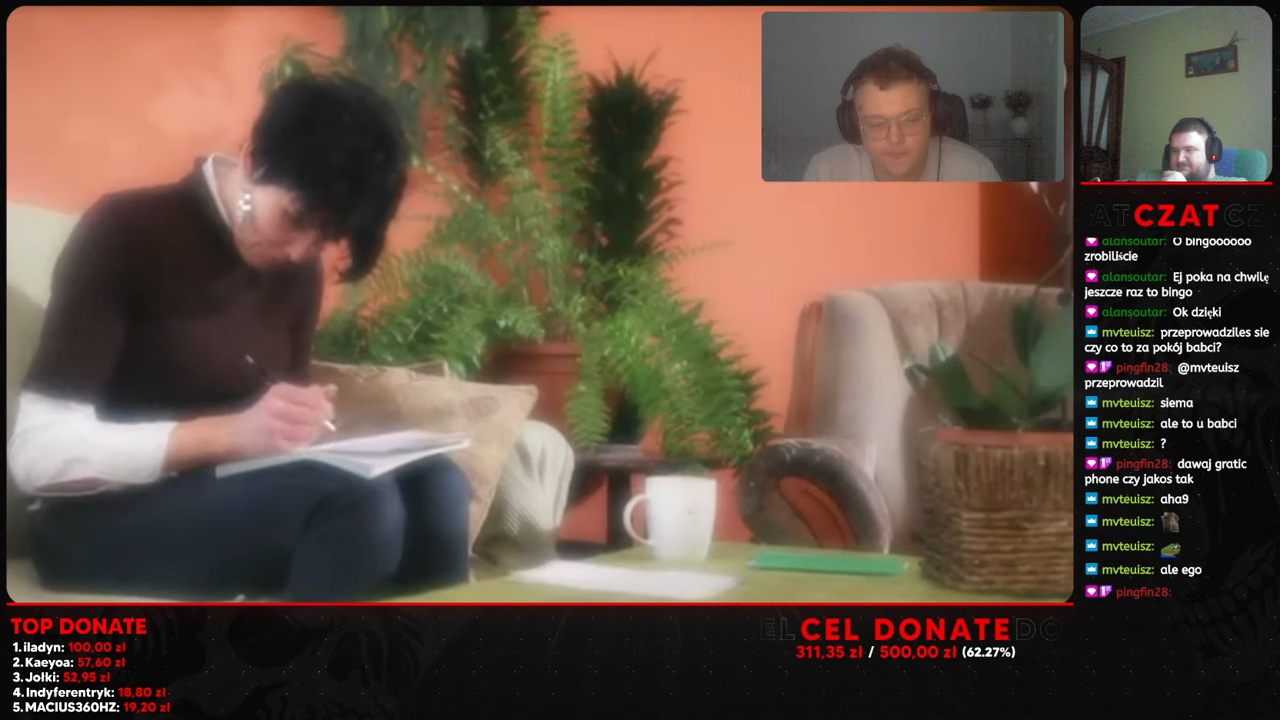 CZAT
alansoutar: O bingoooooo
zrobiliście
alansoutar: Ej poka na chwilę
jeszcze raz to bingo
alansoutar: Ok dzięki
mvteuisz: przeprowadziles sie
czy co to za pokój babci?
pingfin28: @mvteuisz
przeprowadzil
mvteuisz: siema
mvteuisz: ale to u babci
mvteuisz: ?
pingfin28: dawaj gratic
phone czy jakos tak
mvteuisz: aha9
mvteuisz:
mvteuisz:
mvteuisz: ale ego
pingfin28:
TOP DONATE
1. iladyn: 100,00 zł
2. Kaeyoa: 57,60 zł
3. Jołki: 52,95 zł
4. Indyferentryk: 18,80 zł
5. MACIUS360HZ: 19,20 zł
EL CEL DONATE DO
311,35 zł / 500,00 zł (62.27%)